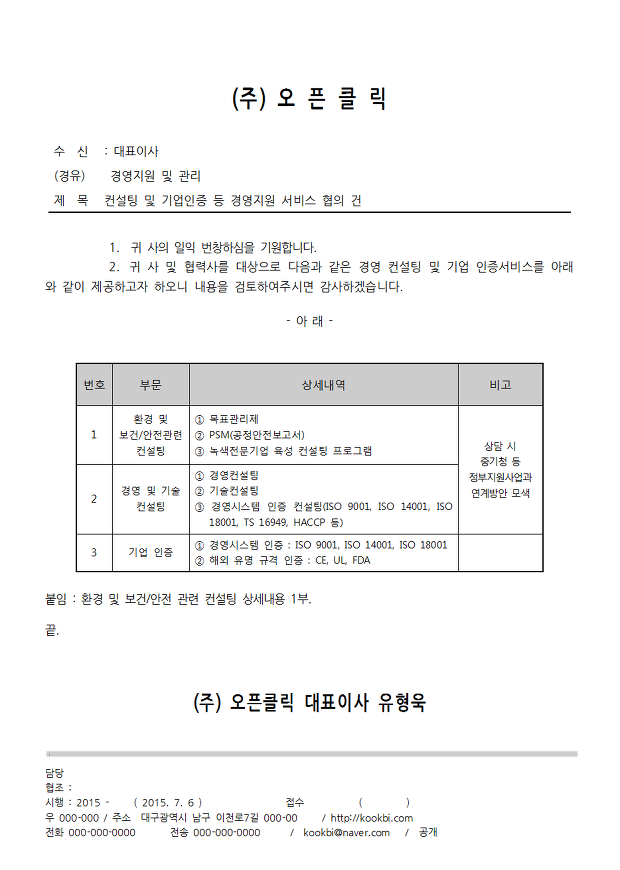 (주) 오 픈 클 릭
수 신 : 대표이사
(경유) 경영지원 및 관리
제 목 컨설팅 및 기업인증 등 경영지원 서비스 협의 건
1. 귀 사의 일익 번창하심을 기원합니다.
2. 귀 사 및 협력사를 대상으로 다음과 같은 경영 컨설팅 및 기업 인증서비스를 아래
와 같이 제공하고자 하오니 내용을 검토하여주시면 감사하겠습니다.
- 아 래 -
번호 부문 상세내역 비고
1
환경 및
보건/안전관련
컨설팅
① 목표관리제
② PSM(공정안전보고서)
③ 녹색전문기업 육성 컨설팅 프로그램
상담 시
중기청 등
정부지원사업과
연계방안 모색
2
경영 및 기술
컨설팅
① 경영컨설팅
② 기술컨설팅
③ 경영시스템 인증 컨설팅(ISO 9001, ISO 14001, ISO
18001, TS 16949, HACCP 등)
3
기업 인증
① 경영시스템 인증 : ISO 9001, ISO 14001, ISO 18001
② 해외 유명 규격 인증 : CE, UL, FDA
붙임 : 환경 및 보건/안전 관련 컨설팅 상세내용 1부.
끝.
(주) 오픈클릭 대표이사 유형욱
담당
협조 :
시행 : 2015 - ( 2015. 7. 6 ) 접수 ( )
우 000-000 / 주소 대구광역시 남구 이천로7길 000-00 / http://kookbi.com
전화 000-000-0000 전송 000-000-0000 / kookbi@naver.com / 공개